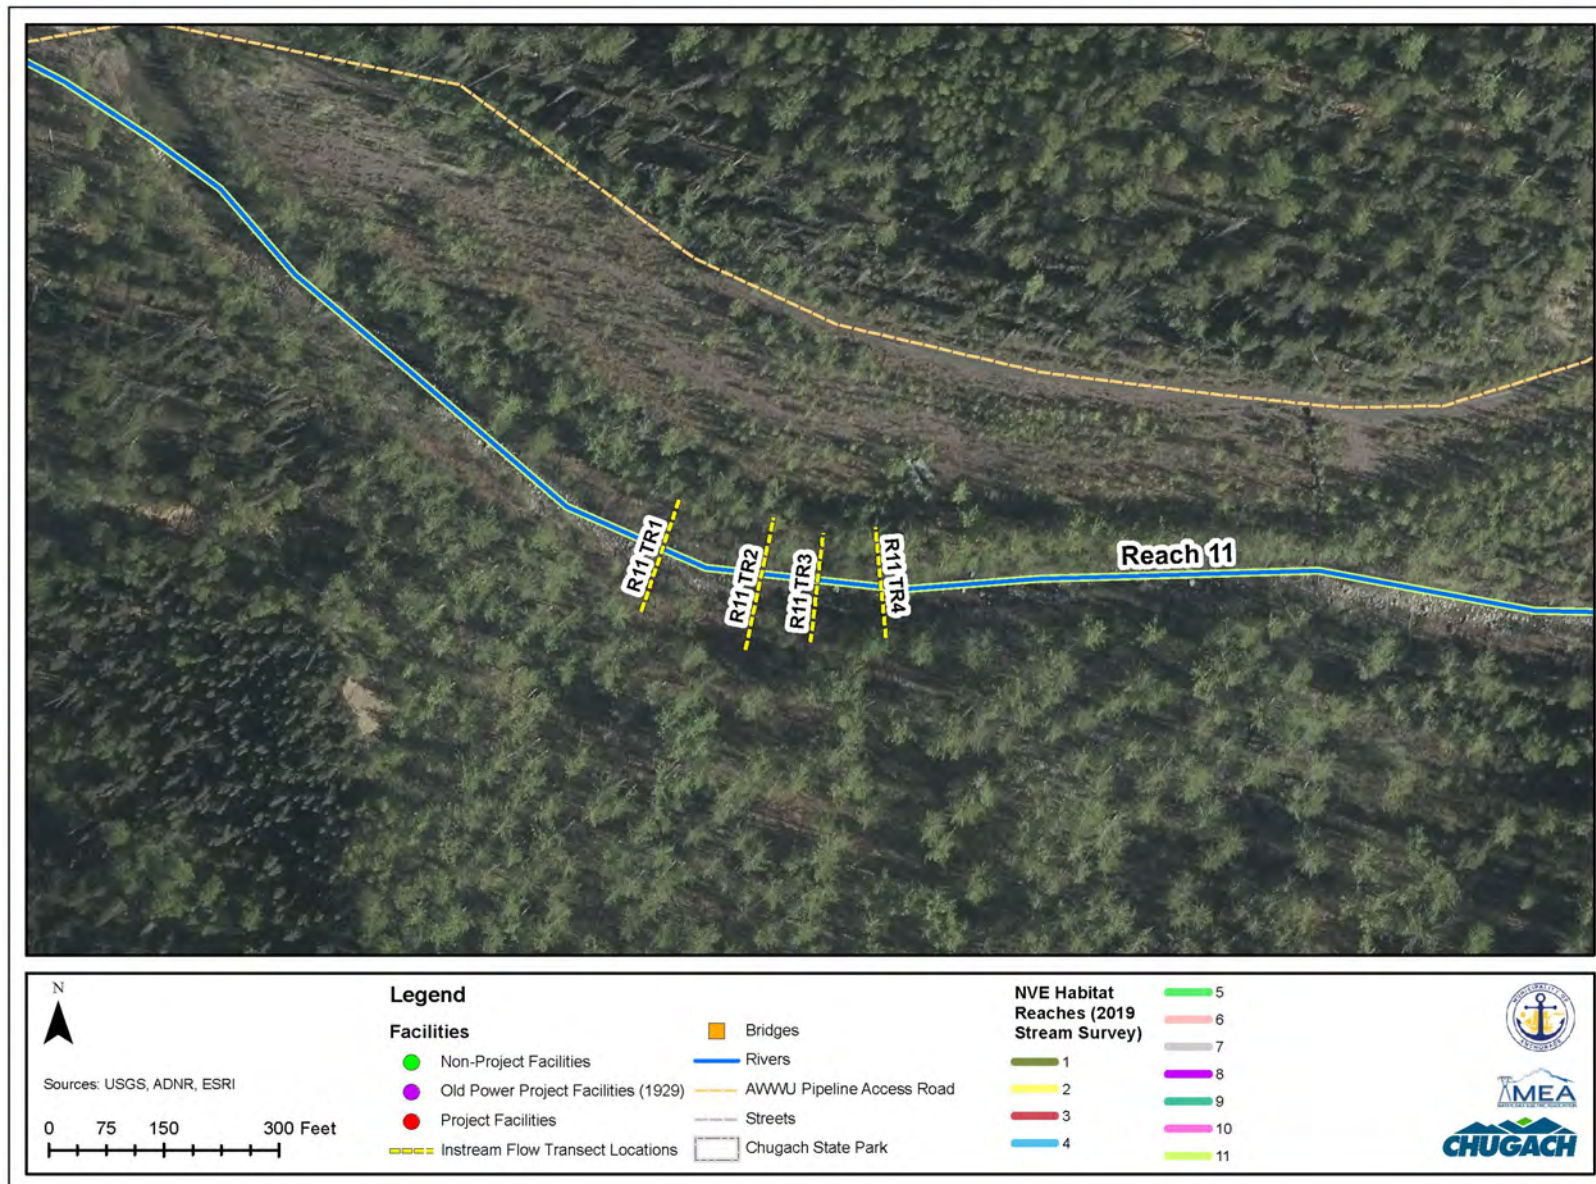 R11 TR1
R11 TR2
R11 TR3
R11 TR4
Reach 11
N
Sources: USGS, ADNR, ESRI
0 75 150 300 Feet
Legend
Facilities
Non-Project Facilities
Old Power Project Facilities (1929)
Project Facilities
Instream Flow Transect Locations
Bridges
Rivers
AWWU Pipeline Access Road
Streets
Chugach State Park
NVE Habitat
Reaches (2019
Stream Survey)
1
2
3
4
5
6
7
8
9
10
11
MUNICIPALITY OF
ANCHORAGE
MEA
CHUGACH